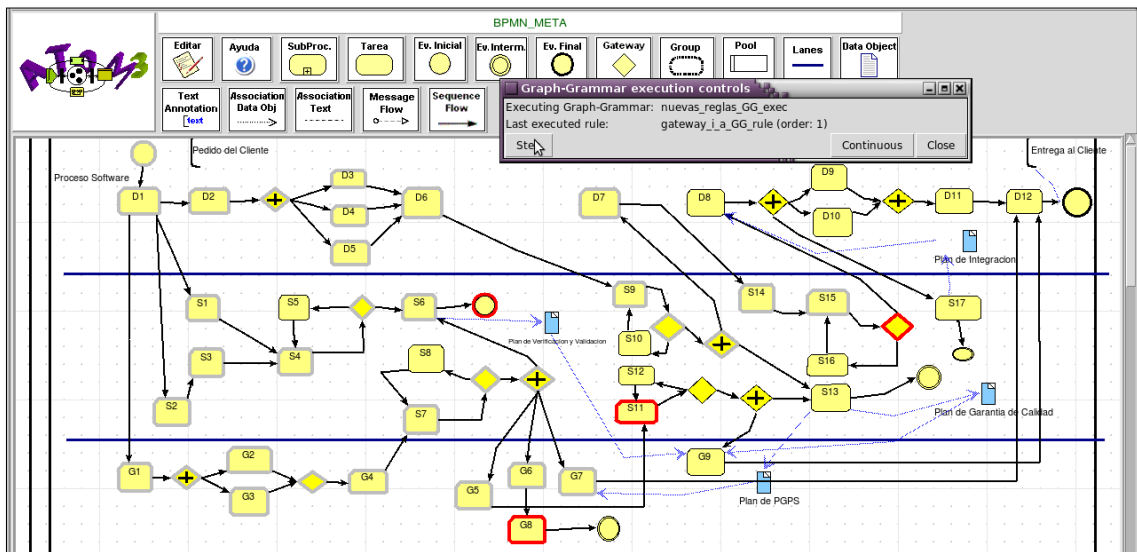 BPMN_META
ATOM3
Editar
Ayuda
SubProc.
Tarea
Ev. Inicial
Ev. Interm.
Ev. Final
Gateway
Group
Pool
Lanes
Data Object
Text
Annotation
[text
Association
Data Obj
Association
Text
Message
Flow
Sequence
Flow
Graph-Grammar execution controls
Executing Graph-Grammar: nuevas_reglas_GG_exec
Last executed rule: gateway_i_a_GG_rule (order: 1)
Step
Continuous
Close
Pedido del Cliente
Entrega al Cliente
Proceso Software
D1
D2
D3
D4
D5
D6
D7
D8
D9
D10
D11
D12
Plan de Integracion
S1
S2
S3
S4
S5
S6
S7
S8
S9
S10
S11
S12
S13
S14
S15
S16
S17
Plan de Verificacion y Validacion
Plan de Garantia de Calidad
G1
G2
G3
G4
G5
G6
G7
G8
G9
Plan de PGPS